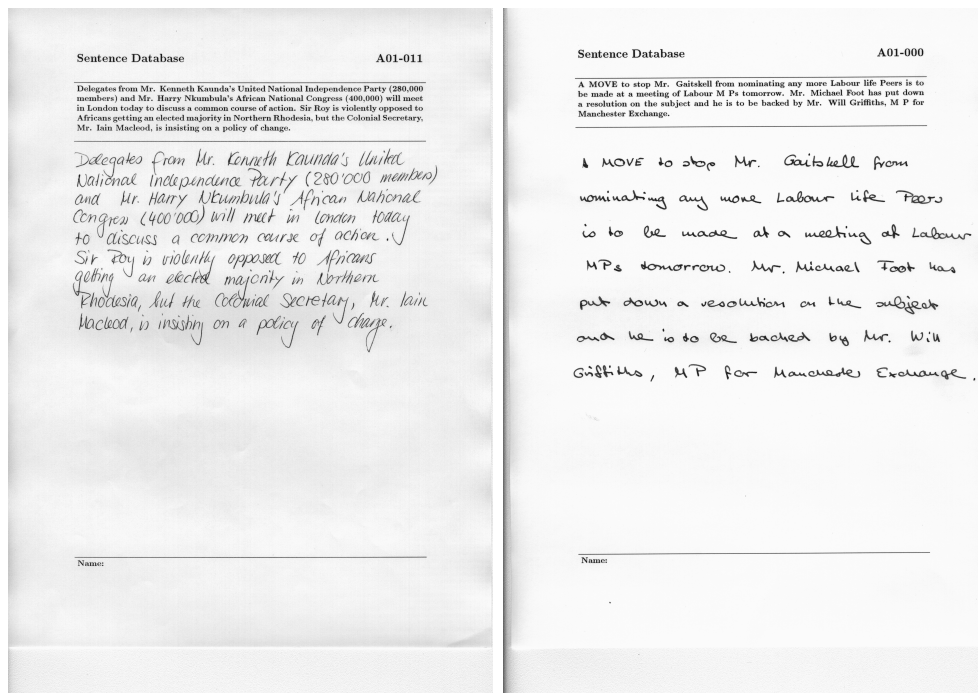 Sentence Database A01-011
Delegates from Mr. Kenneth Kaunda's United National Independence Party (280,000
members) and Mr. Harry Nkumbula's African National Congress (400,000) will meet
in London today to discuss a common course of action. Sir Roy is violently opposed to
Africans getting an elected majority in Northern Rhodesia, but the Colonial Secretary,
Mr. Iain Macleod, is insisting on a policy of change.
Delegates from Mr. Kenneth Kaunda's United
National Independence Party (280'000 members)
and Mr. Harry Nkumbula's African National
Congress (400'000) will meet in London today
to discuss a common course of action.
Sir Roy is violently opposed to Africans
getting an elected majority in Northern
Rhodesia, but the Colonial Secretary, Mr. Iain
Macleod, is insisting on a policy of change.
Name:
Sentence Database A01-000
A MOVE to stop Mr. Gaitskell from nominating any more Labour life Peers is to
be made at a meeting of Labour M Ps tomorrow. Mr. Michael Foot has put down
a resolution on the subject and he is to be backed by Mr. Will Griffiths, M P for
Manchester Exchange.
A MOVE to stop Mr. Gaitskell from
nominating any more Labour life Peers
is to be made at a meeting of Labour
MPs tomorrow. Mr. Michael Foot has
put down a resolution on the subject
and he is to be backed by Mr. Will
Griffiths, MP for Manchester Exchange.
Name: